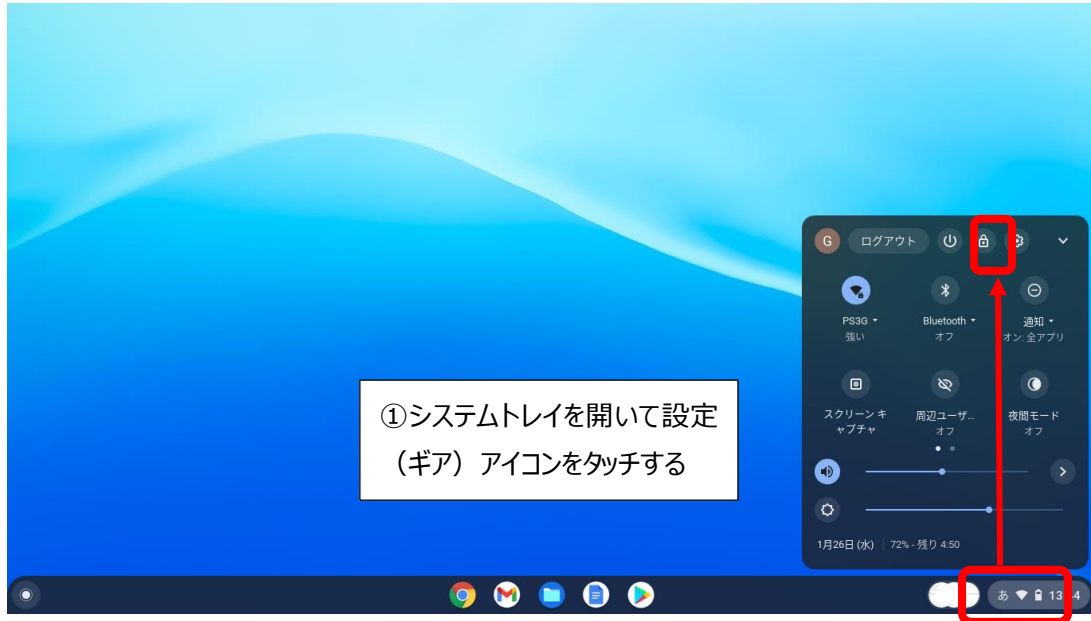 G ログアウト
PS3G Bluetooth 通知
強い オフ オン: 全アプリ
スクリーン キ 周辺ユーザ... 夜間モード
ャプチャ オフ オフ
①システムトレイを開いて設定
（ギア）アイコンをタッチする
1月26日 (水) 72% - 残り 4:50
あ